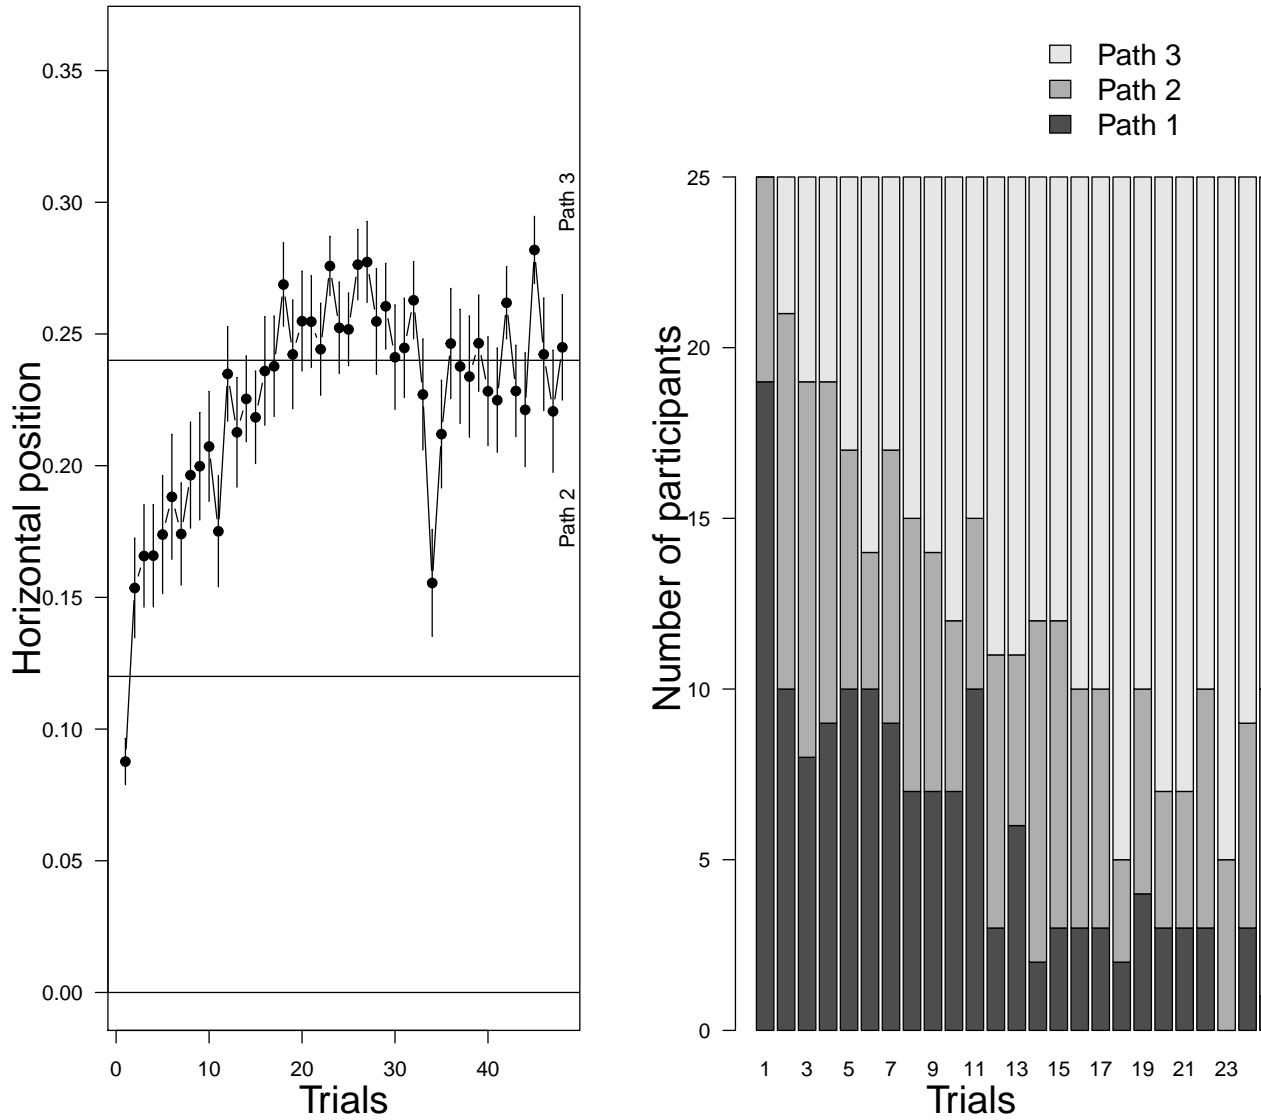 0.35
0.30
0.25
0.20
0.15
0.10
0.05
0.00
Horizontal position
Path 3
Path 2
0 10 20 30 40
Trials
Path 3
Path 2
Path 1
25
20
15
10
5
0
Number of participants
1 3 5 7 9 11 13 15 17 19 21 23
Trials